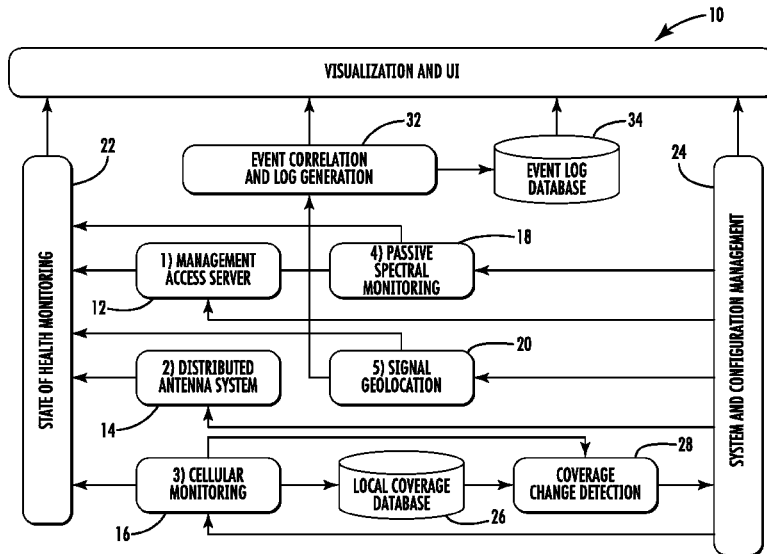 10
VISUALIZATION AND UI
22
32
34
24
EVENT CORRELATION
AND LOG GENERATION
EVENT LOG
DATABASE
STATE OF HEALTH MONITORING
SYSTEM AND CONFIGURATION MANAGEMENT
18
1) MANAGEMENT
ACCESS SERVER
4) PASSIVE
SPECTRAL
MONITORING
12
20
2) DISTRIBUTED
ANTENNA SYSTEM
5) SIGNAL
GEOLOCATION
14
28
3) CELLULAR
MONITORING
LOCAL COVERAGE
DATABASE
COVERAGE
CHANGE DETECTION
16
26